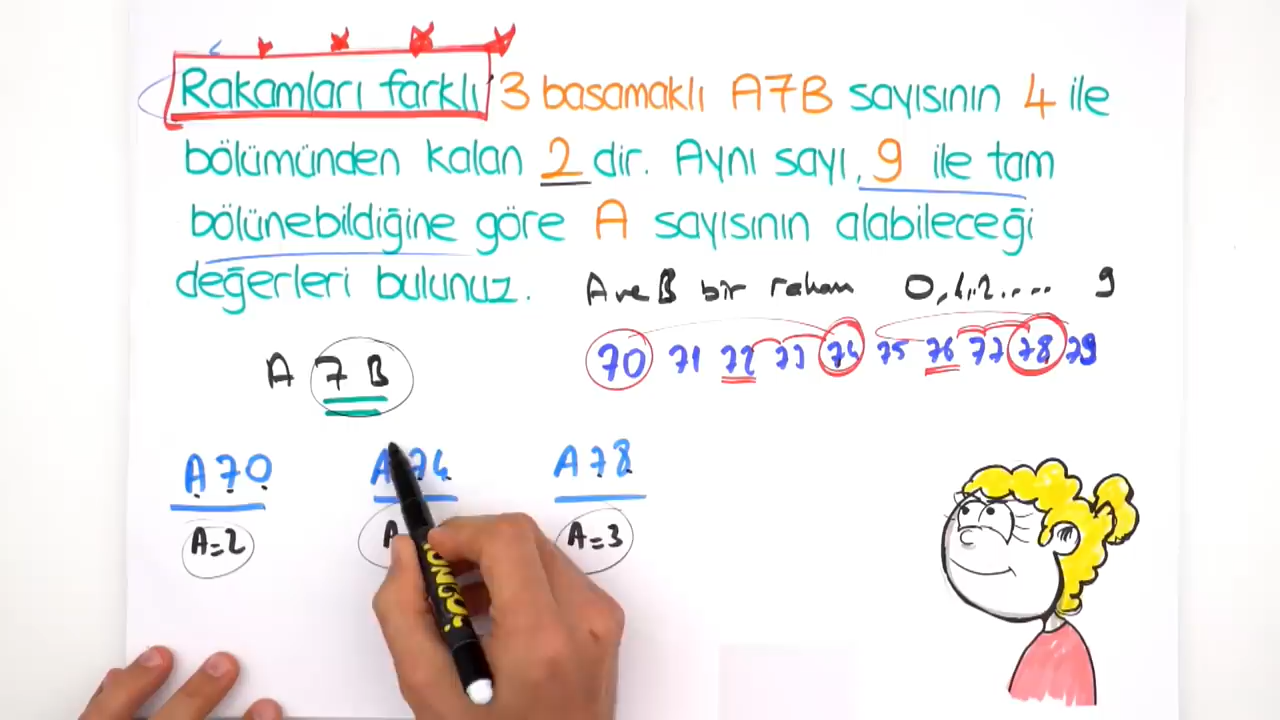 Rakamları farklı 3 basamaklı A7B sayısının 4 ile
bölümünden kalan 2 dir. Aynı sayı, 9 ile tam
bölünebildiğine göre A sayısının alabileceği
değerleri bulunuz.
A ve B bir rakam 0,1,2.... 9
70 71 72 73 74 75 76 77 78 79
A 7 B
A70 A74 A78
A=2 A A=3